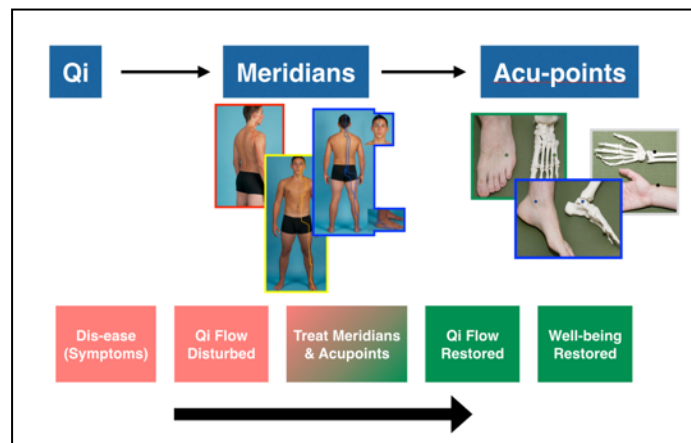 Qi
Meridians
Acu-points
Dis-ease
(Symptoms)
Qi Flow
Disturbed
Treat Meridians
& Acupoints
Qi Flow
Restored
Well-being
Restored